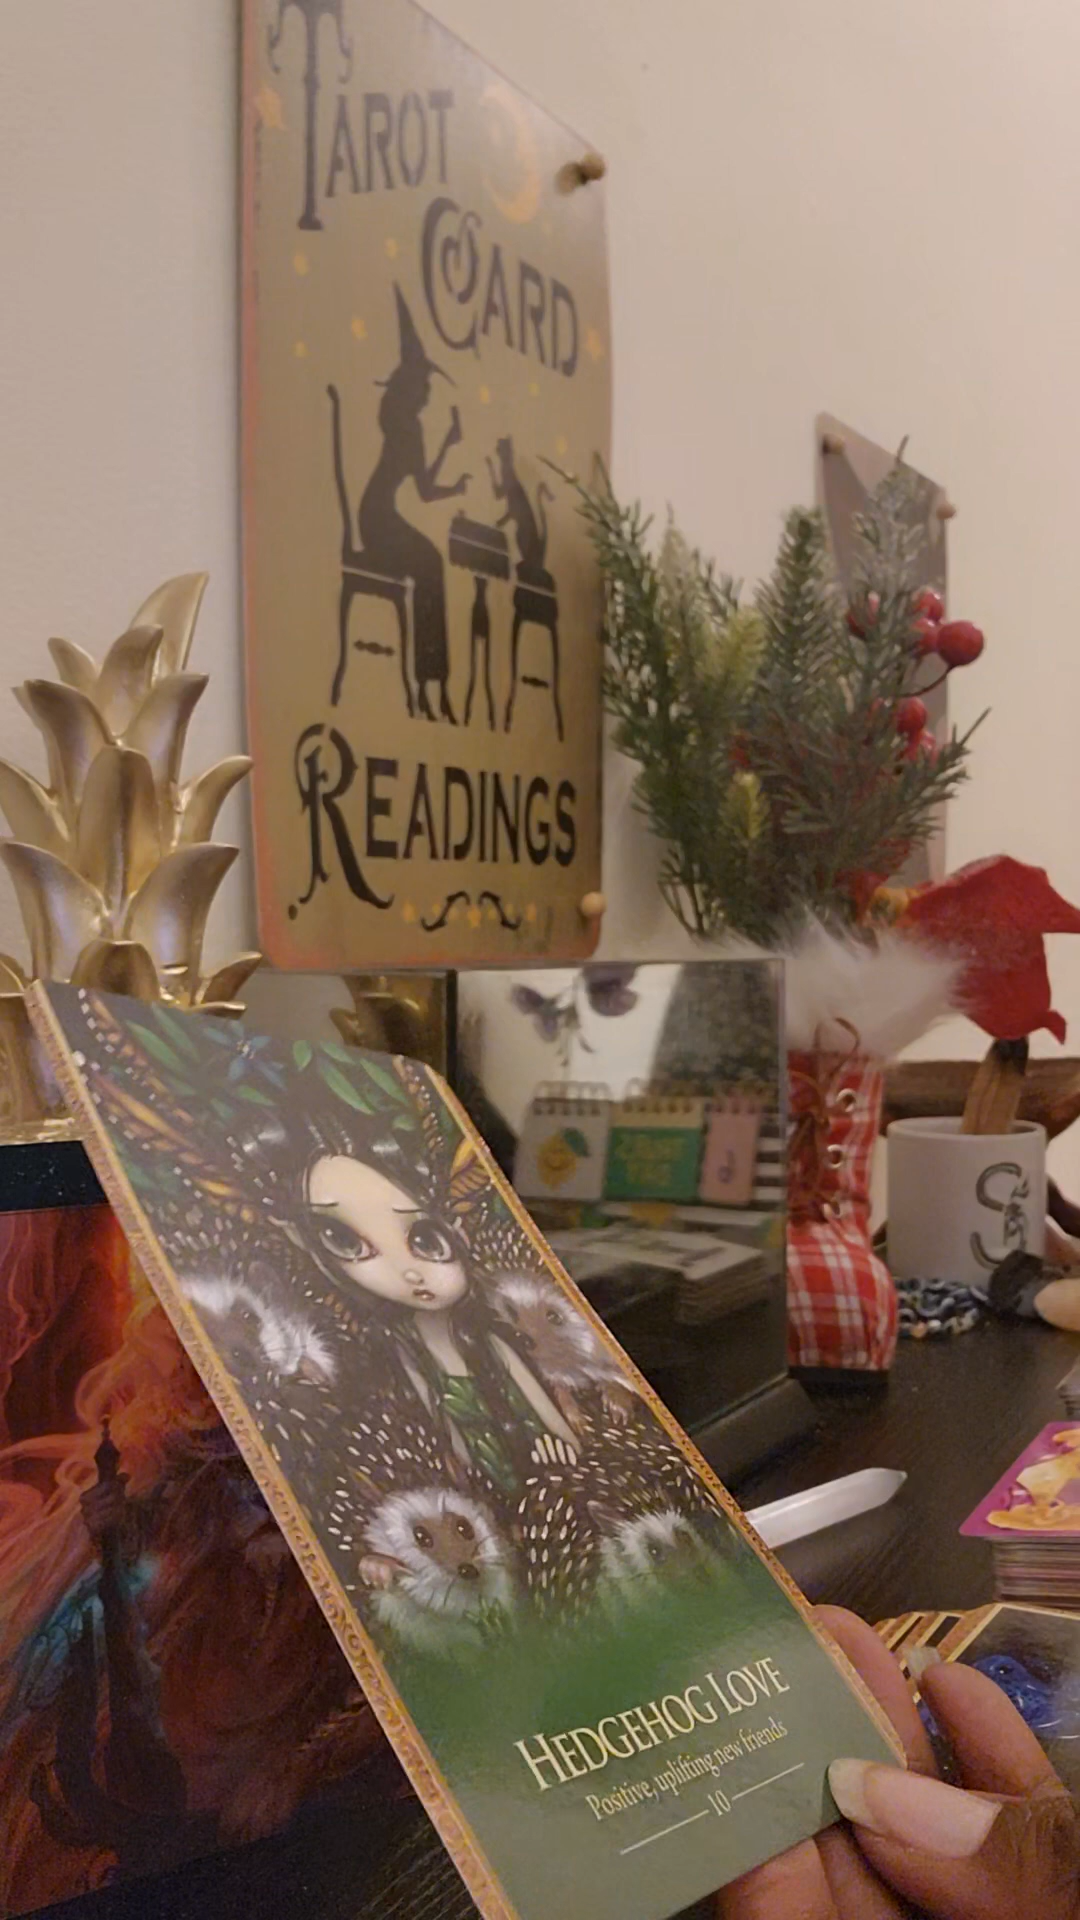 TAROT
CARD
READINGS
HEDGEHOG LOVE
Positive, uplifting new friends
10